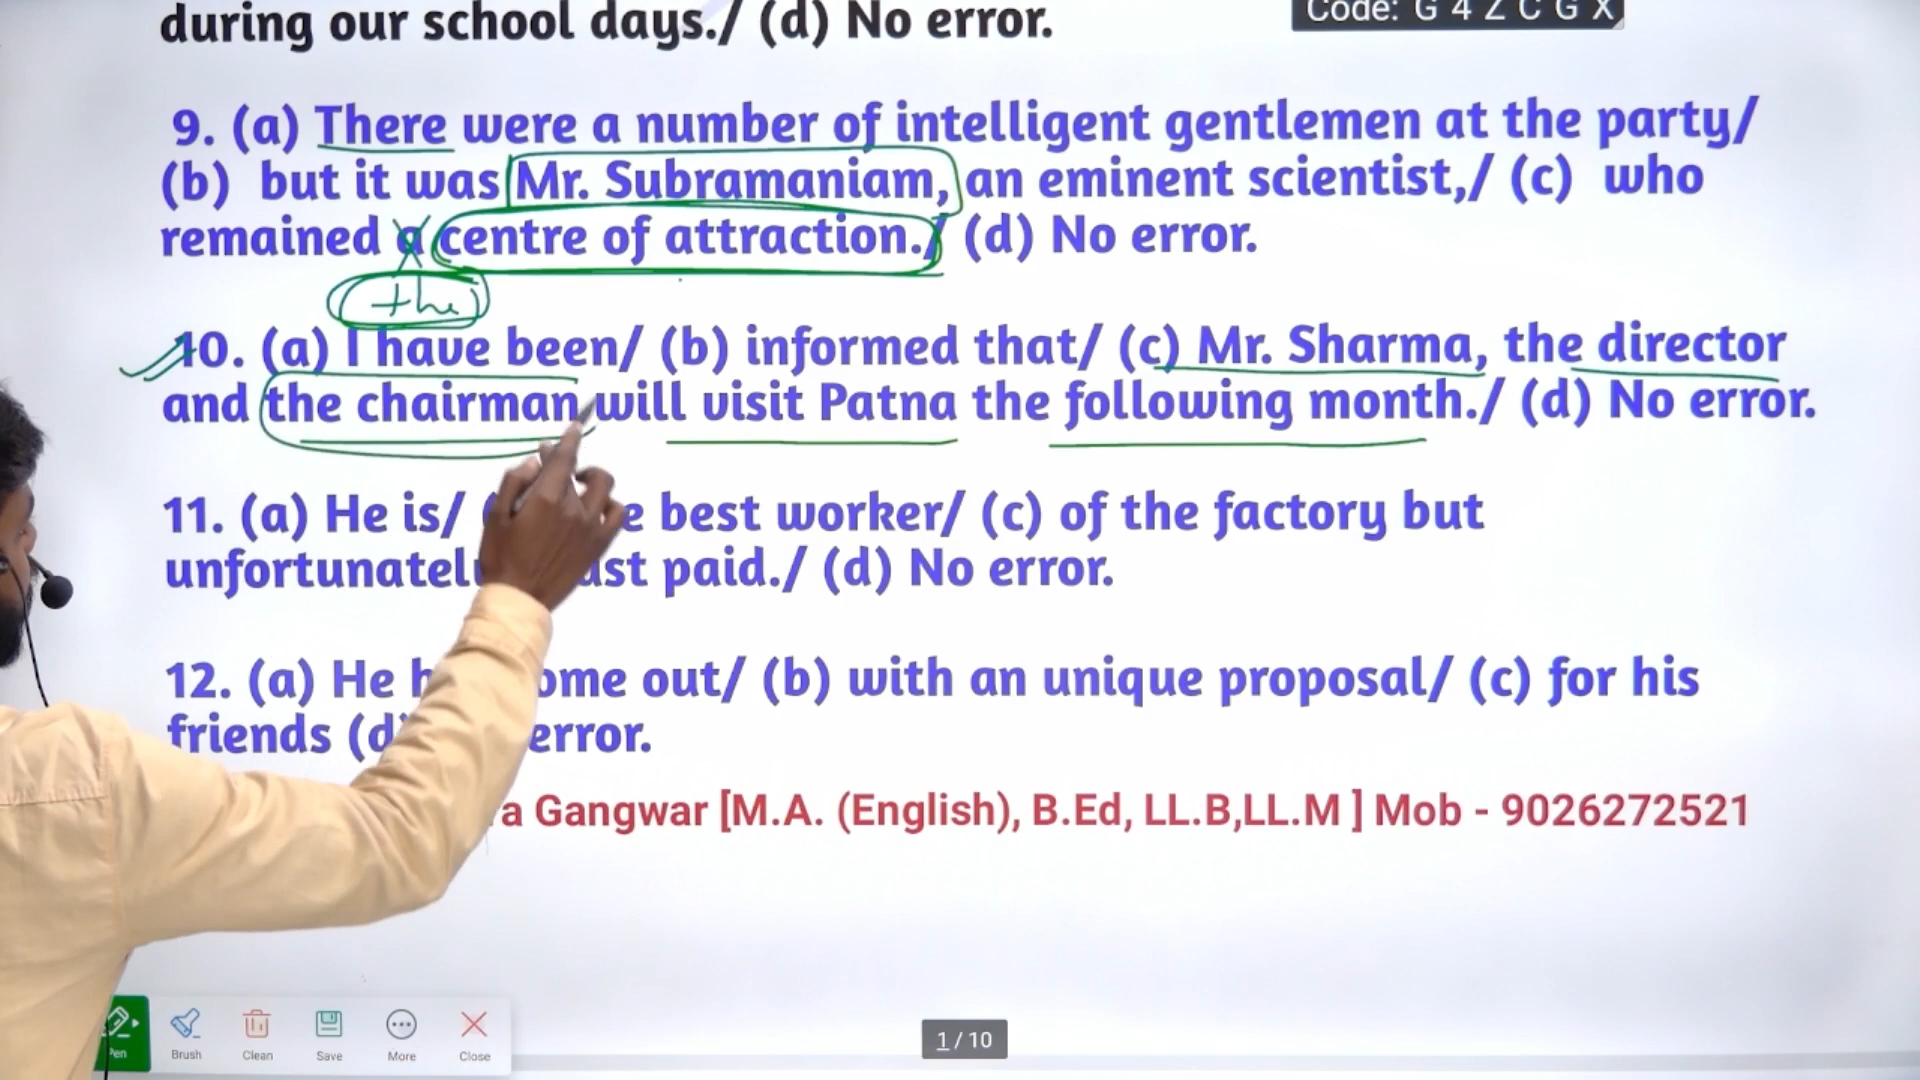 during our school days./ (d) No error.
Code: G 4 Z C G X
9. (a) There were a number of intelligent gentlemen at the party/
(b) but it was Mr. Subramaniam, an eminent scientist,/ (c) who
remained a centre of attraction./ (d) No error.
the
10. (a) I have been/ (b) informed that/ (c) Mr. Sharma, the director
and the chairman will visit Patna the following month./ (d) No error.
11. (a) He is/ best worker/ (c) of the factory but
paid./ (d) No error.
12. (a) He out/ (b) with an unique proposal/ (c) for his
friends (d) error.
Gangwar [M.A. (English), B.Ed, LL.B,LL.M ] Mob - 9026272521
Pen Brush Clean Save More Close
1 / 10